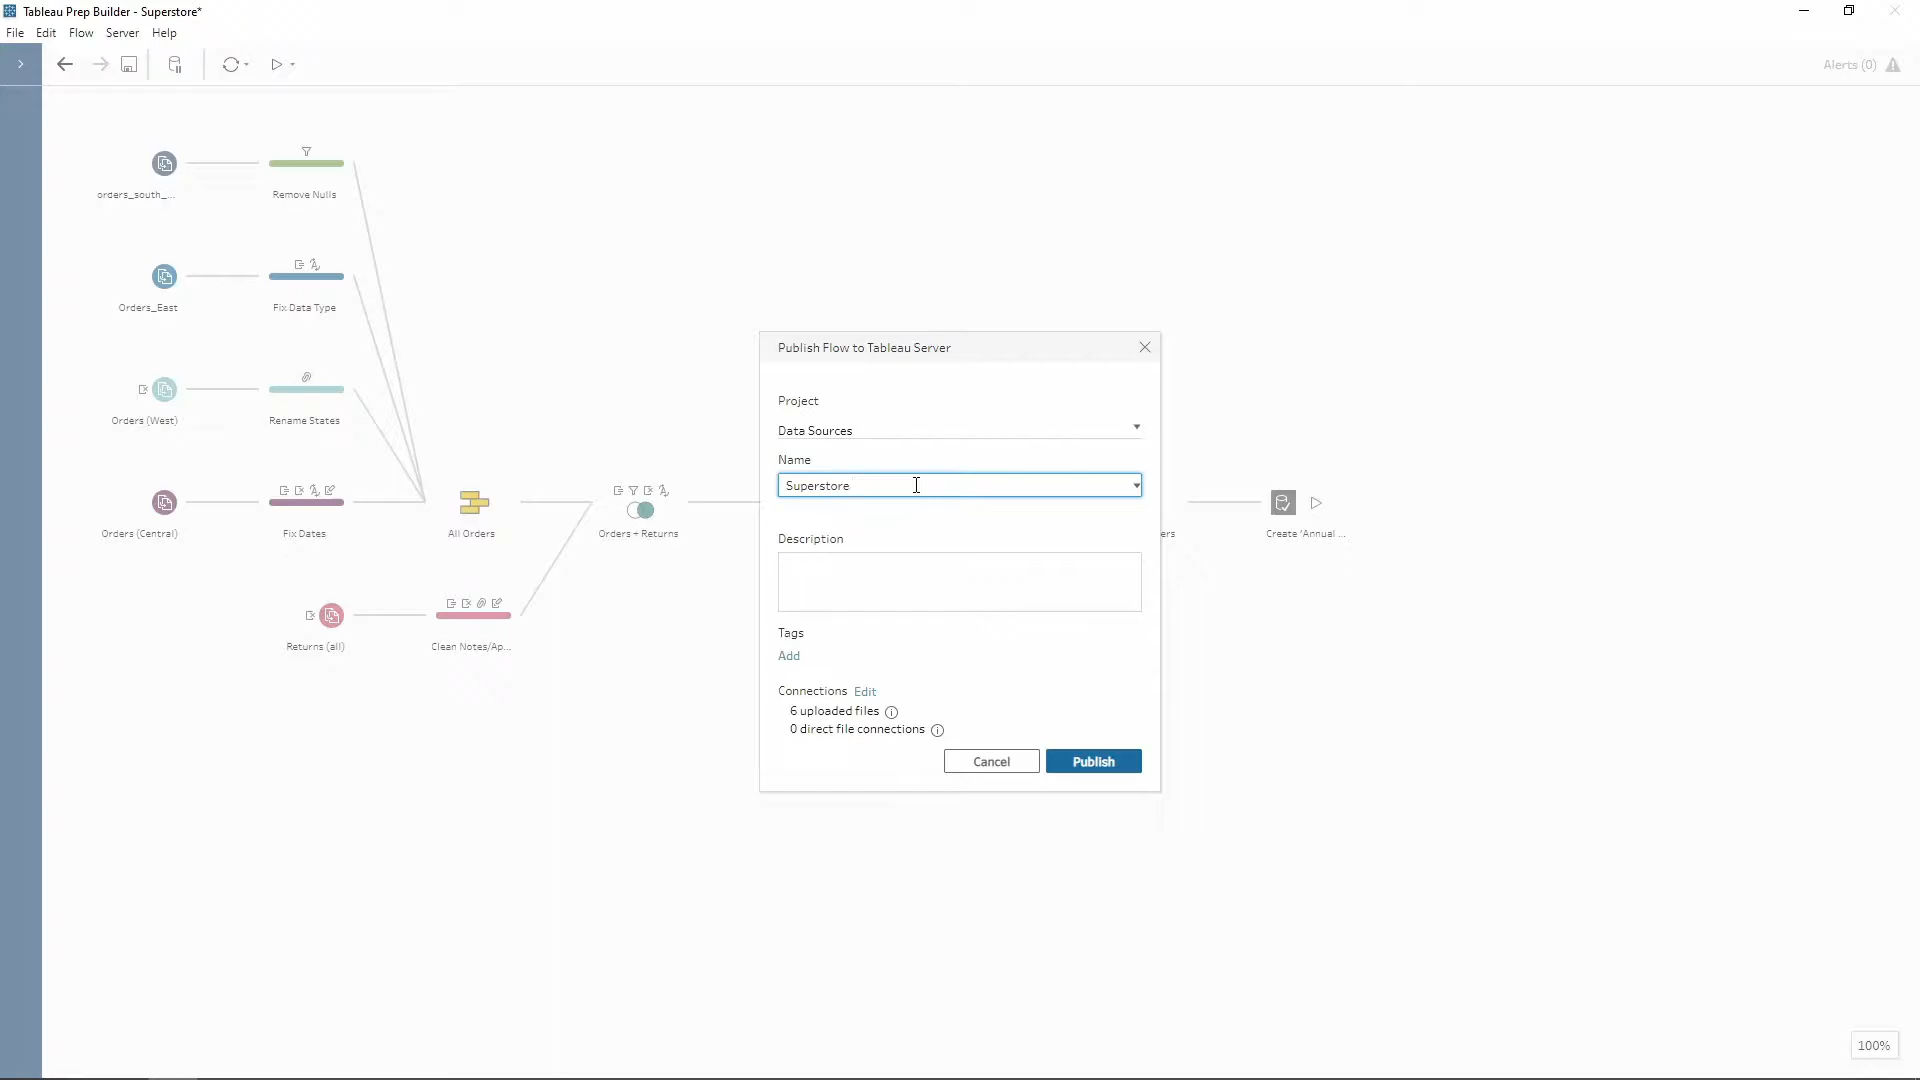 Tableau Prep Builder - Superstore*
File Edit Flow Server Help
Alerts (0)
orders_south_...
Remove Nulls
Orders_East
Fix Data Type
Orders (West)
Rename States
Orders (Central)
Fix Dates
All Orders
Orders + Returns
ers
Create 'Annual ...
Returns (all)
Clean Notes/Ap...
Publish Flow to Tableau Server
Project
Data Sources
Name
Superstore
Description
Tags
Add
Connections Edit
6 uploaded files
0 direct file connections
Cancel
Publish
100%